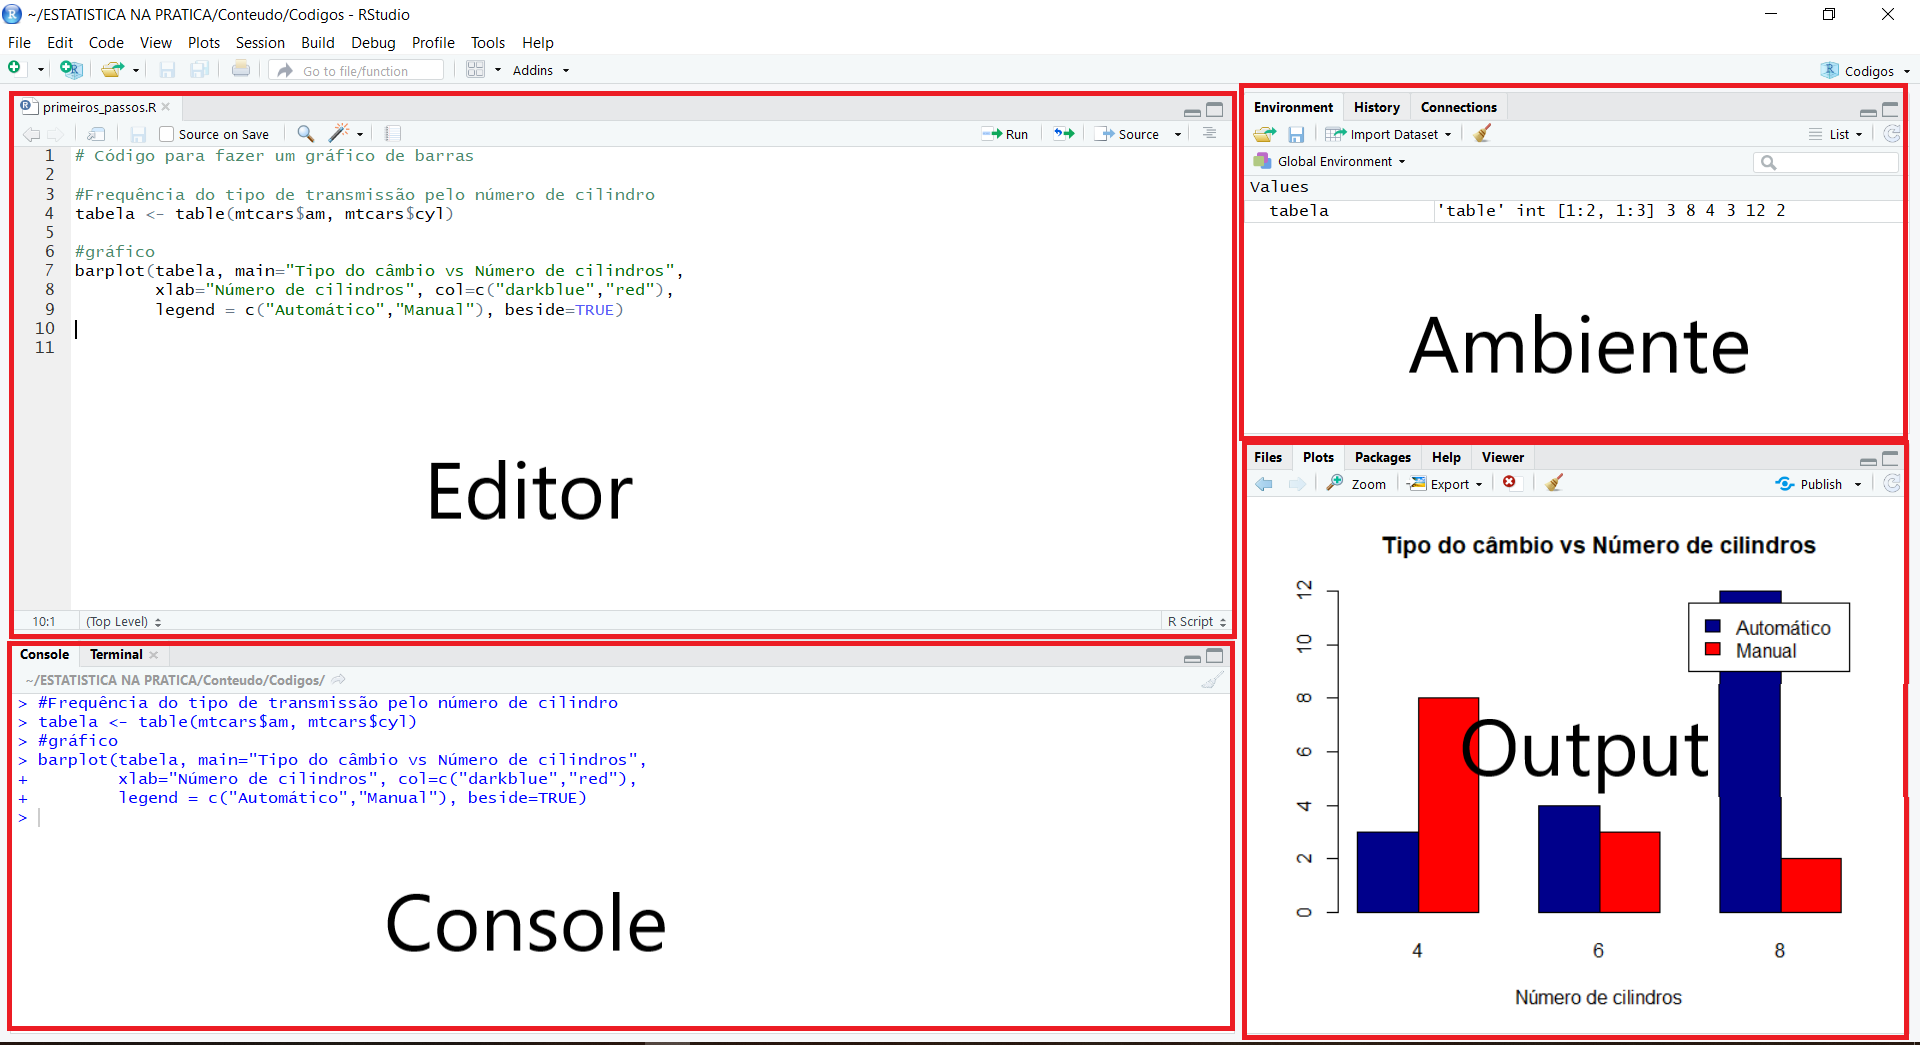 ~/ESTATISTICA NA PRATICA/Conteudo/Codigos - RStudio
File Edit Code View Plots Session Build Debug Profile Tools Help
Go to file/function Addins Codigos
primeiros_passos.R
Source on Save Run Source
1 # Código para fazer um gráfico de barras
2
3 #Frequência do tipo de transmissão pelo número de cilindro
4 tabela <- table(mtcars$am, mtcars$cyl)
5
6 #gráfico
7 barplot(tabela, main="Tipo do câmbio vs Número de cilindros",
8 xlab="Número de cilindros", col=c("darkblue","red"),
9 legend = c("Automático","Manual"), beside=TRUE)
10
11
Editor
10:1 (Top Level) R Script
Console Terminal
~/ESTATISTICA NA PRATICA/Conteudo/Codigos/
> #Frequência do tipo de transmissão pelo número de cilindro
> tabela <- table(mtcars$am, mtcars$cyl)
> #gráfico
> barplot(tabela, main="Tipo do câmbio vs Número de cilindros",
+ xlab="Número de cilindros", col=c("darkblue","red"),
+ legend = c("Automático","Manual"), beside=TRUE)
>
Console
Environment History Connections
Import Dataset List
Global Environment
Values
tabela 'table' int [1:2, 1:3] 3 8 4 3 12 2
Ambiente
Files Plots Packages Help Viewer
Zoom Export Publish
Tipo do câmbio vs Número de cilindros
12
10
8
6
4
2
0
Automático
Manual
Output
4 6 8
Número de cilindros